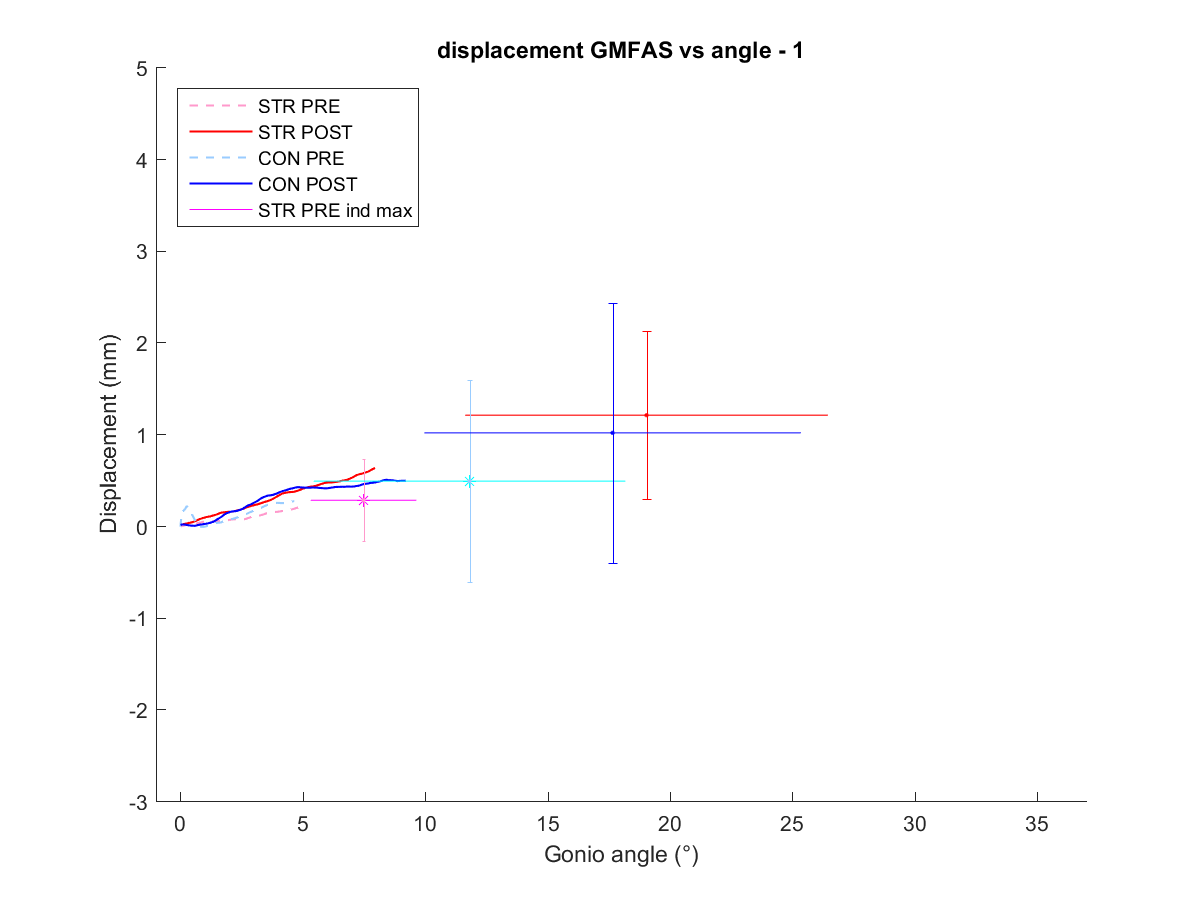 displacement GMFAS vs angle - 1
5
4
3
2
1
0
-1
-2
-3
STR PRE
STR POST
CON PRE
CON POST
STR PRE ind max
Displacement (mm)
0 5 10 15 20 25 30 35
Gonio angle (°)